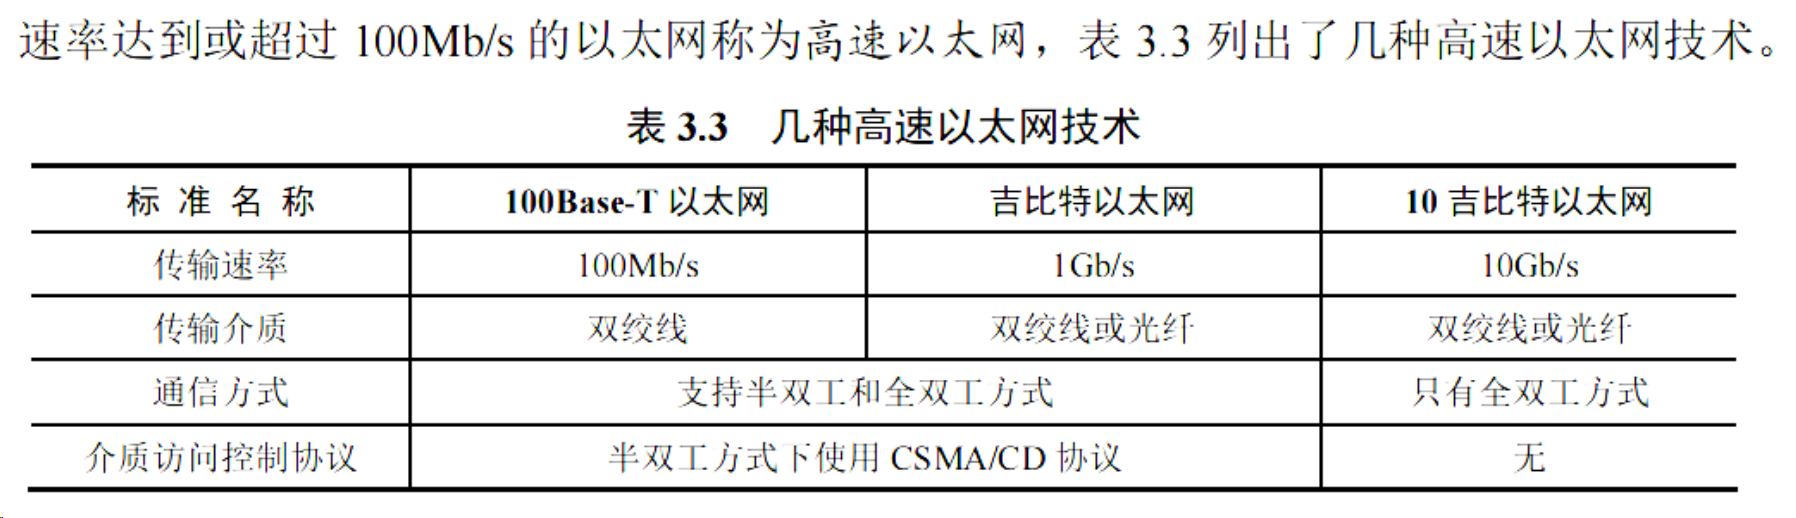 速率达到或超过 100Mb/s 的以太网称为高速以太网，表 3.3 列出了几种高速以太网技术。
表 3.3 几种高速以太网技术
标 准 名 称 100Base-T 以太网 吉比特以太网 10 吉比特以太网
传输速率 100Mb/s 1Gb/s 10Gb/s
传输介质 双绞线 双绞线或光纤 双绞线或光纤
通信方式 支持半双工和全双工方式 只有全双工方式
介质访问控制协议 半双工方式下使用 CSMA/CD 协议 无